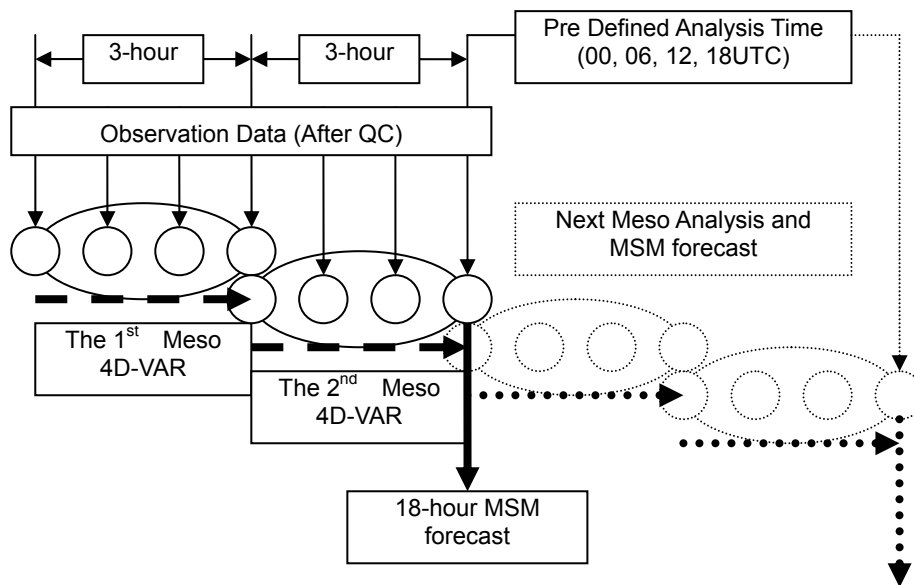 3-hour
3-hour
Pre Defined Analysis Time
(00, 06, 12, 18UTC)
Observation Data (After QC)
Next Meso Analysis and
MSM forecast
The 1st Meso
4D-VAR
The 2nd Meso
4D-VAR
18-hour MSM
forecast